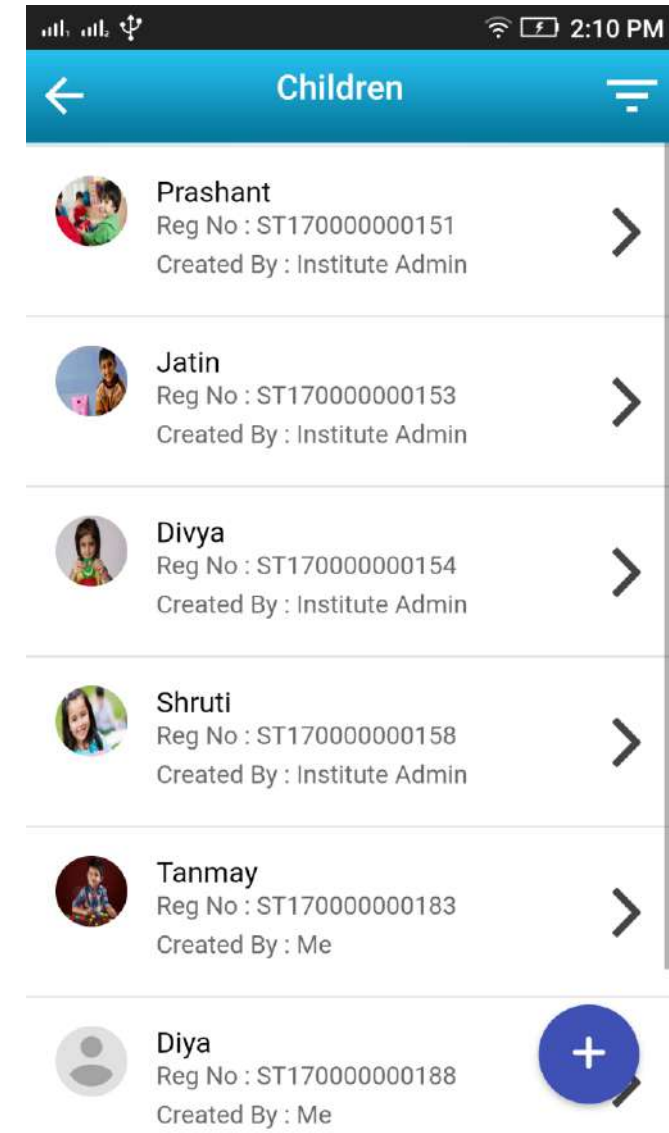 2:10 PM
Children
Prashant
Reg No : ST170000000151
Created By : Institute Admin
Jatin
Reg No : ST170000000153
Created By : Institute Admin
Divya
Reg No : ST170000000154
Created By : Institute Admin
Shruti
Reg No : ST170000000158
Created By : Institute Admin
Tanmay
Reg No : ST170000000183
Created By : Me
Diya
Reg No : ST170000000188
Created By : Me